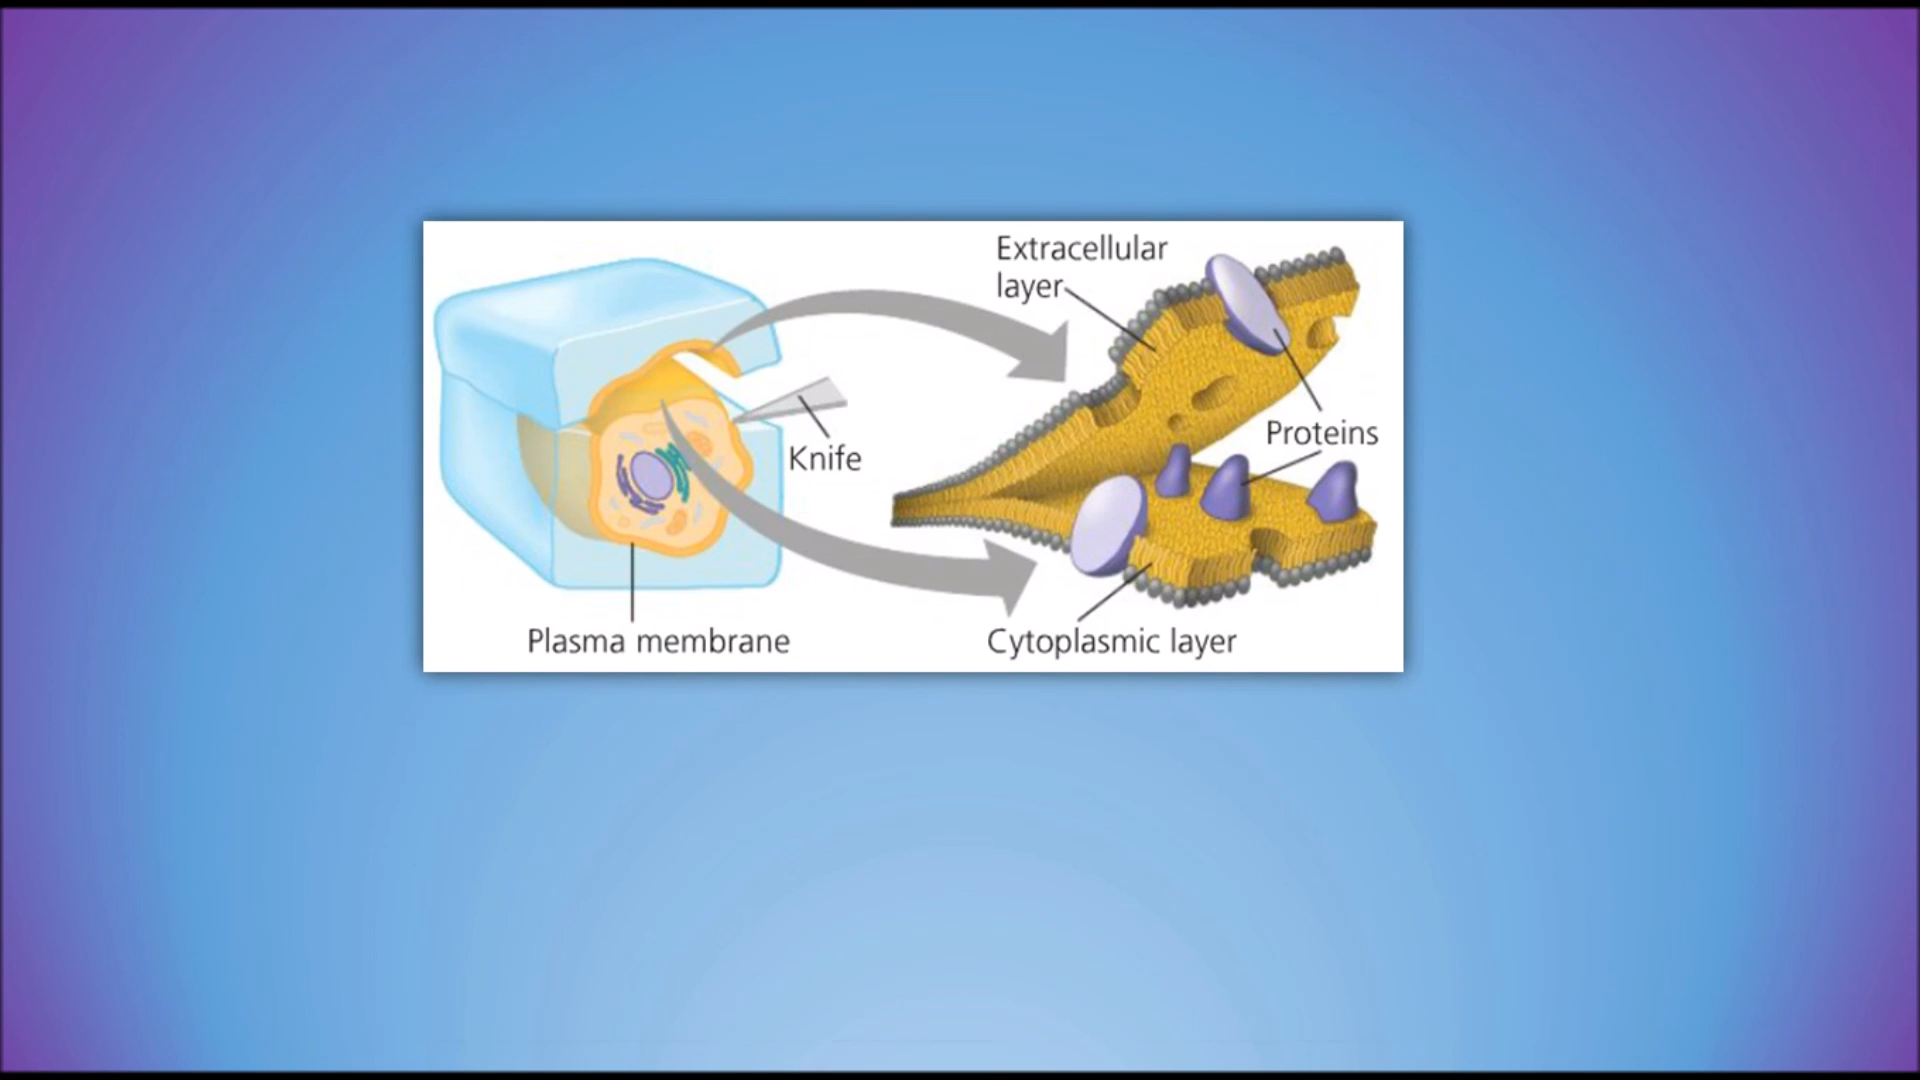 Extracellular
layer
Proteins
Knife
Plasma membrane
Cytoplasmic layer